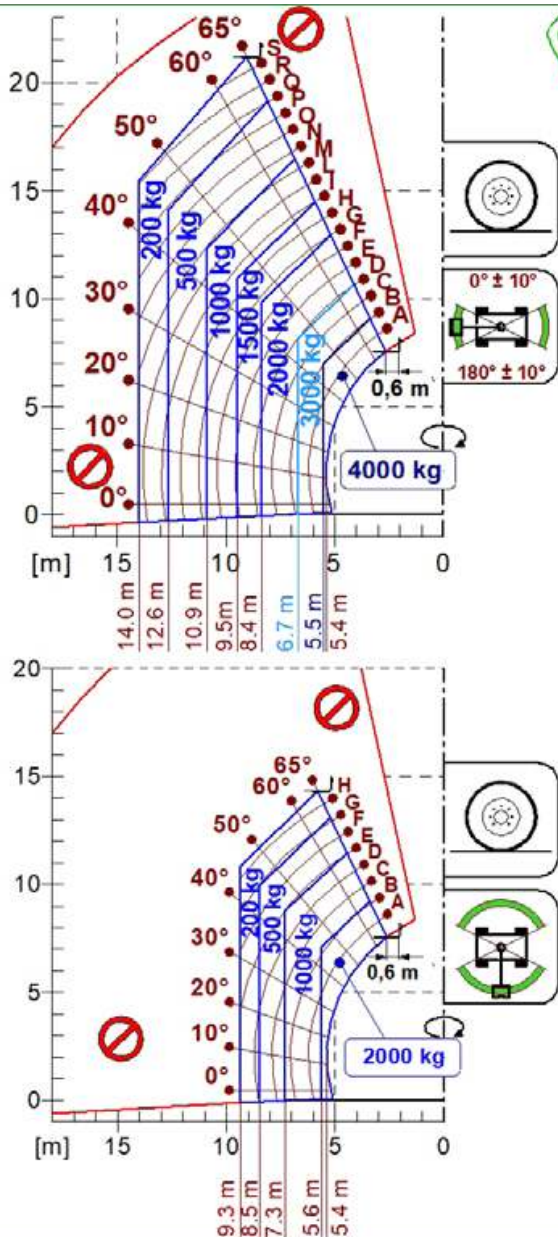 65°
60°
50°
40°
30°
20°
10°
0°
S
R
Q
P
O
N
M
L
I
H
G
F
E
D
C
B
A
200 kg
500 kg
1000 kg
1500 kg
2000 kg
3000 kg
4000 kg
0,6 m
0° ± 10°
180° ± 10°
20
15
10
5
0
[m]
15
10
5
0
14.0 m
12.6 m
10.9 m
9.5m
8.4 m
6.7 m
5.5 m
5.4 m
20
15
10
5
0
65°
60°
50°
40°
30°
20°
10°
0°
H
G
F
E
D
C
B
A
200 kg
500 kg
1000 kg
2000 kg
0,6 m
[m]
15
10
5
0
9.3 m
8.5 m
7.3 m
5.6 m
5.4 m